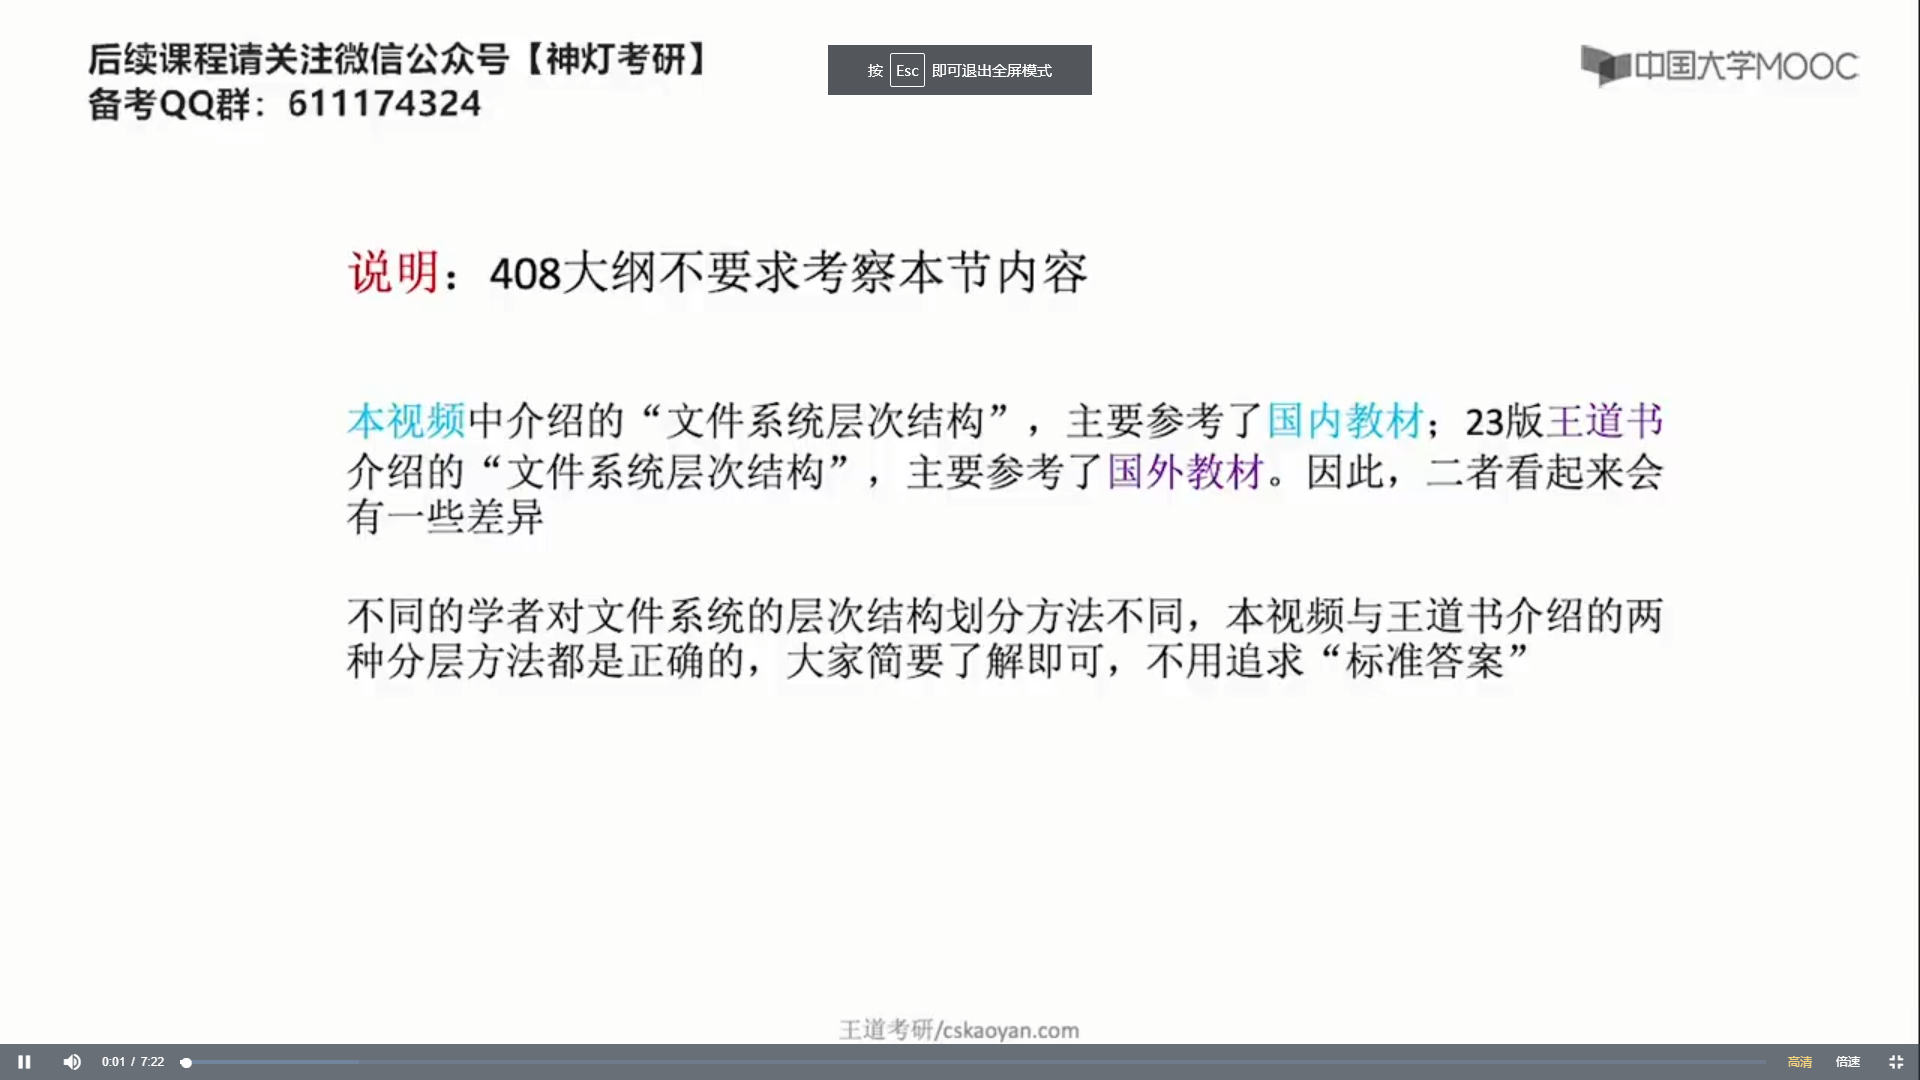 后续课程请关注微信公众号【神灯考研】
备考QQ群：611174324
按 Esc 即可退出全屏模式
中国大学MOOC
说明：408大纲不要求考察本节内容
本视频中介绍的“文件系统层次结构”，主要参考了国内教材；23版王道书
介绍的“文件系统层次结构”，主要参考了国外教材。因此，二者看起来会
有一些差异
不同的学者对文件系统的层次结构划分方法不同，本视频与王道书介绍的两
种分层方法都是正确的，大家简要了解即可，不用追求“标准答案”
王道考研/cskaoyan.com
0:01 / 7:22
高清
倍速